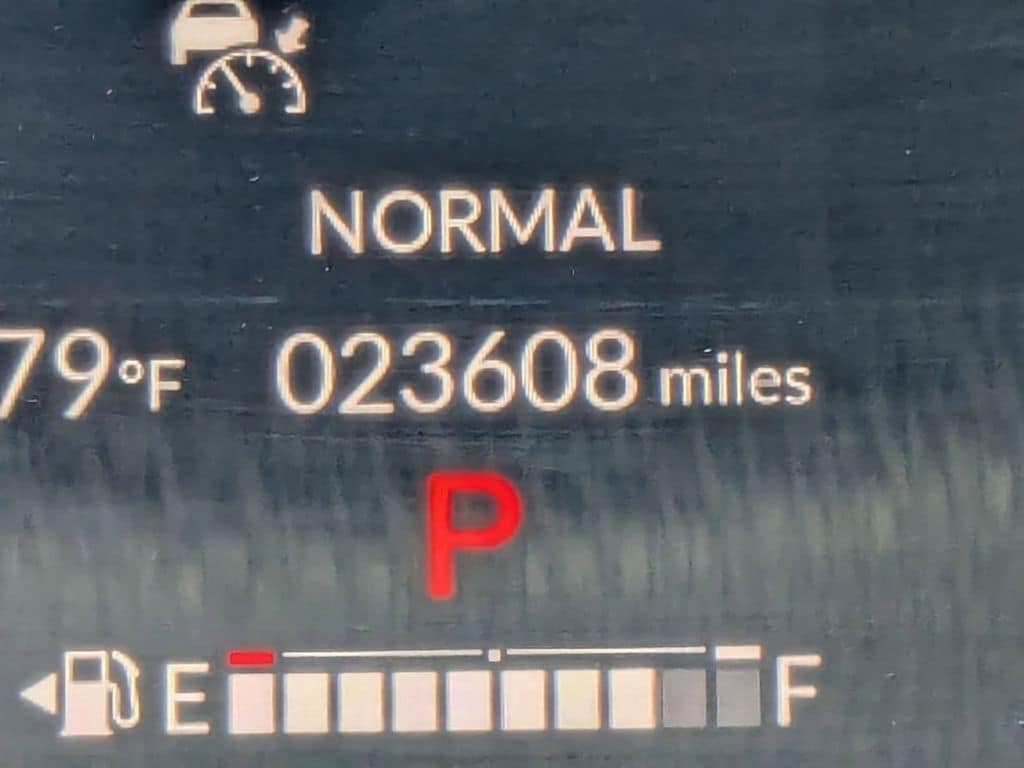 NORMAL
79°F 023608 miles
P
E F